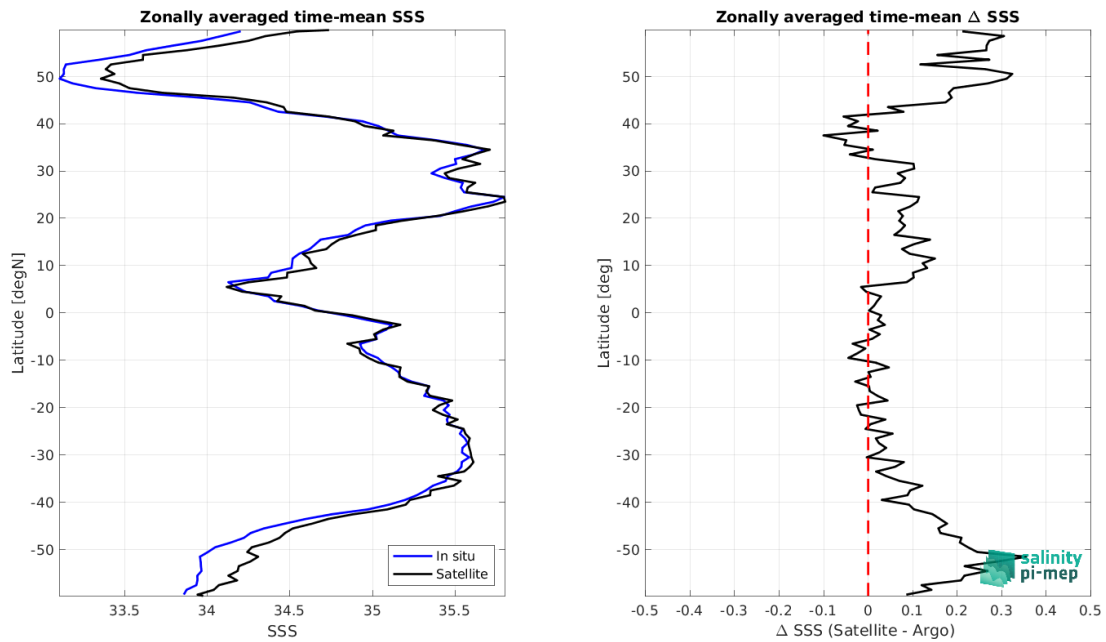 Zonally averaged time-mean SSS
50
40
30
20
10
0
-10
-20
-30
-40
-50
Latitude [degN]
33.5 34 34.5 35 35.5
SSS
In situ
Satellite
Zonally averaged time-mean Δ SSS
50
40
30
20
10
0
-10
-20
-30
-40
-50
Latitude [deg]
-0.5 -0.4 -0.3 -0.2 -0.1 0 0.1 0.2 0.3 0.4 0.5
Δ SSS (Satellite - Argo)
salinity
pi-mep